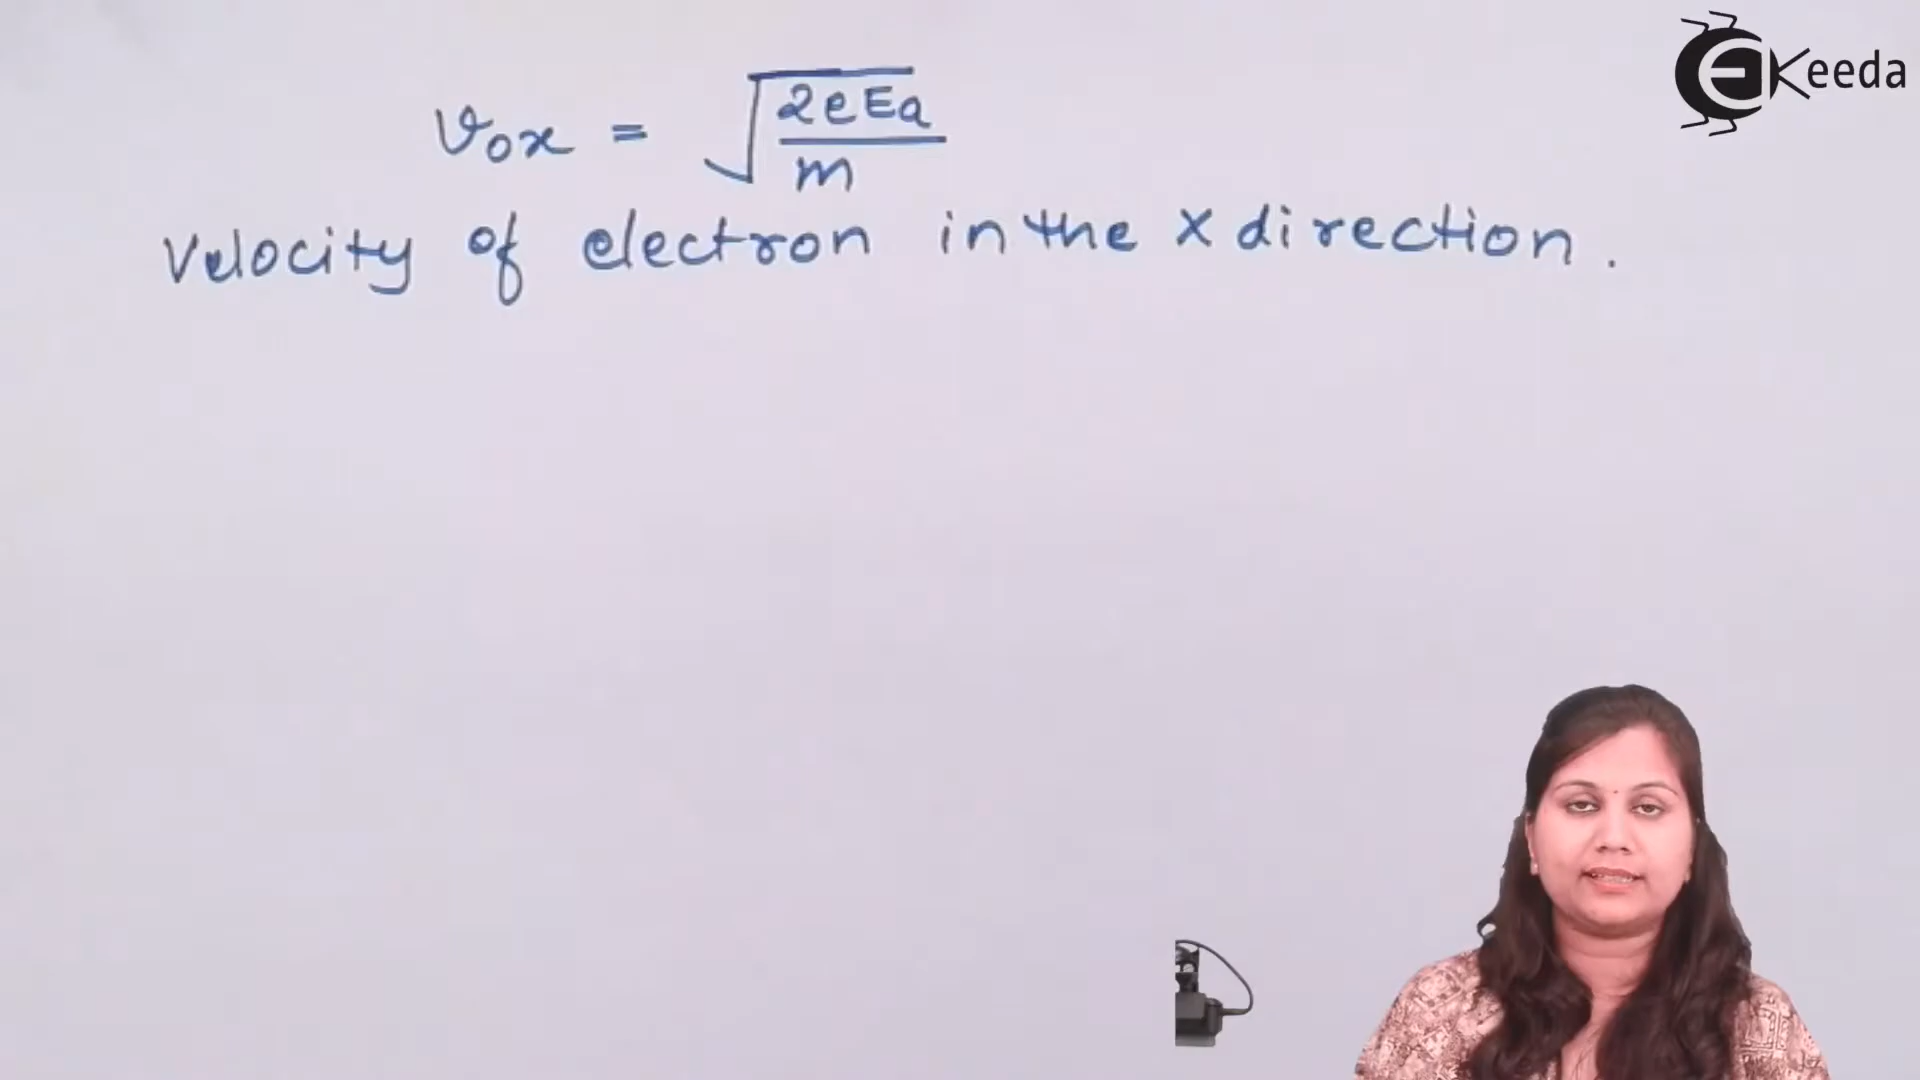 EKeeda
v₀ₓ = √(2eEa/m)
Velocity of electron in the x direction.